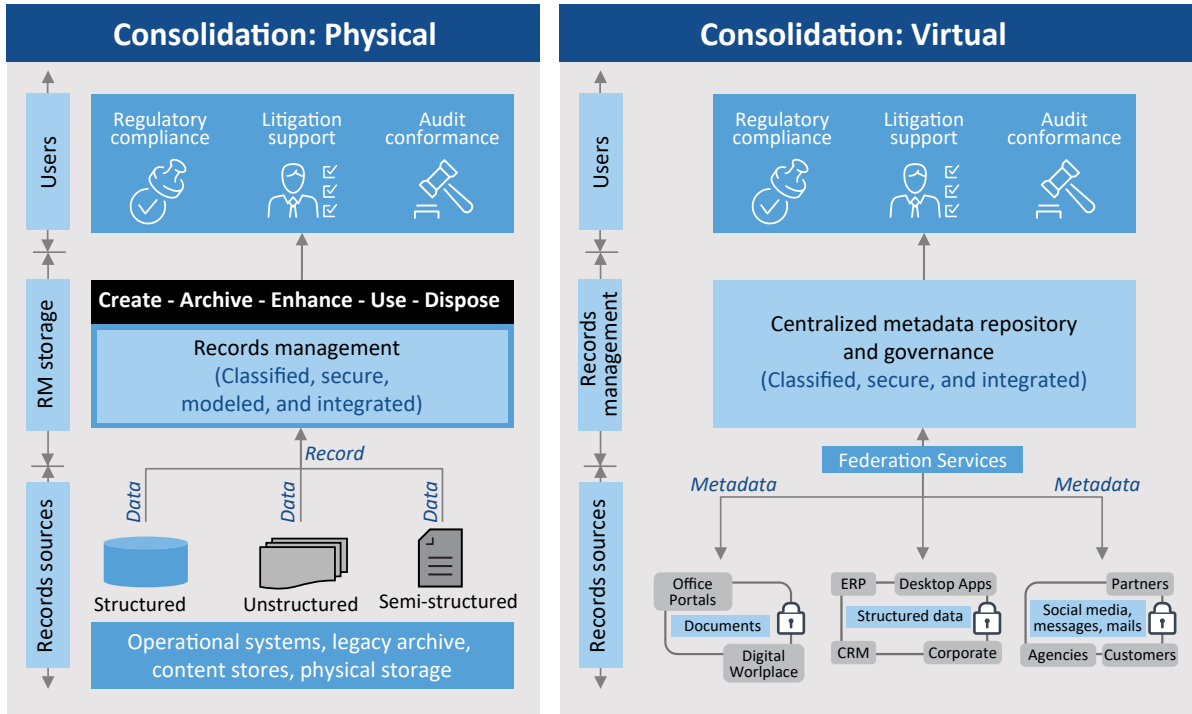 Consolidation: Physical
Users
Regulatory
compliance
Litigation
support
Audit
conformance
RM storage
Create - Archive - Enhance - Use - Dispose
Records management
(Classified, secure,
modeled, and integrated)
Records sources
Record
Data
Data
Data
Structured
Unstructured
Semi-structured
Operational systems, legacy archive,
content stores, physical storage
Consolidation: Virtual
Users
Regulatory
compliance
Litigation
support
Audit
conformance
Records
management
Centralized metadata repository
and governance
(Classified, secure, and integrated)
Records sources
Federation Services
Metadata
Metadata
Office
Portals
Documents
Digital
Worplace
ERP
Desktop Apps
Structured data
CRM
Corporate
Partners
Social media,
messages, mails
Agencies
Customers